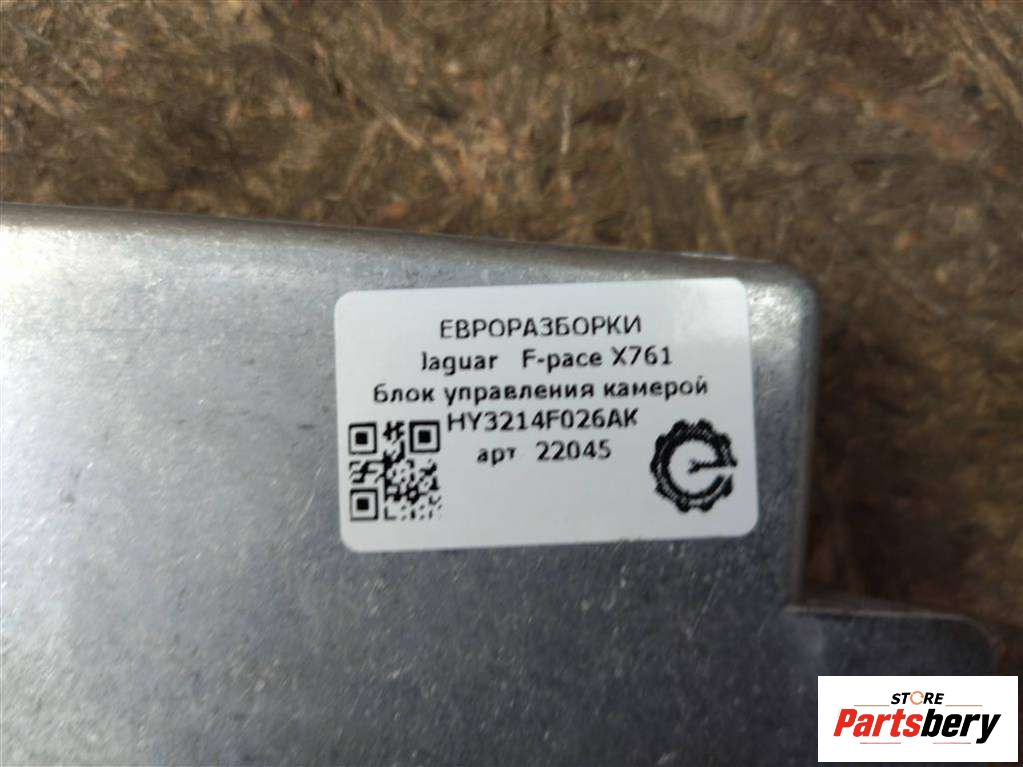 ЕВРОРАЗБОРКИ
Jaguar F-pace X761
блок управления камерой
HY3214F026AK
арт 22045
STORE
Partsbery